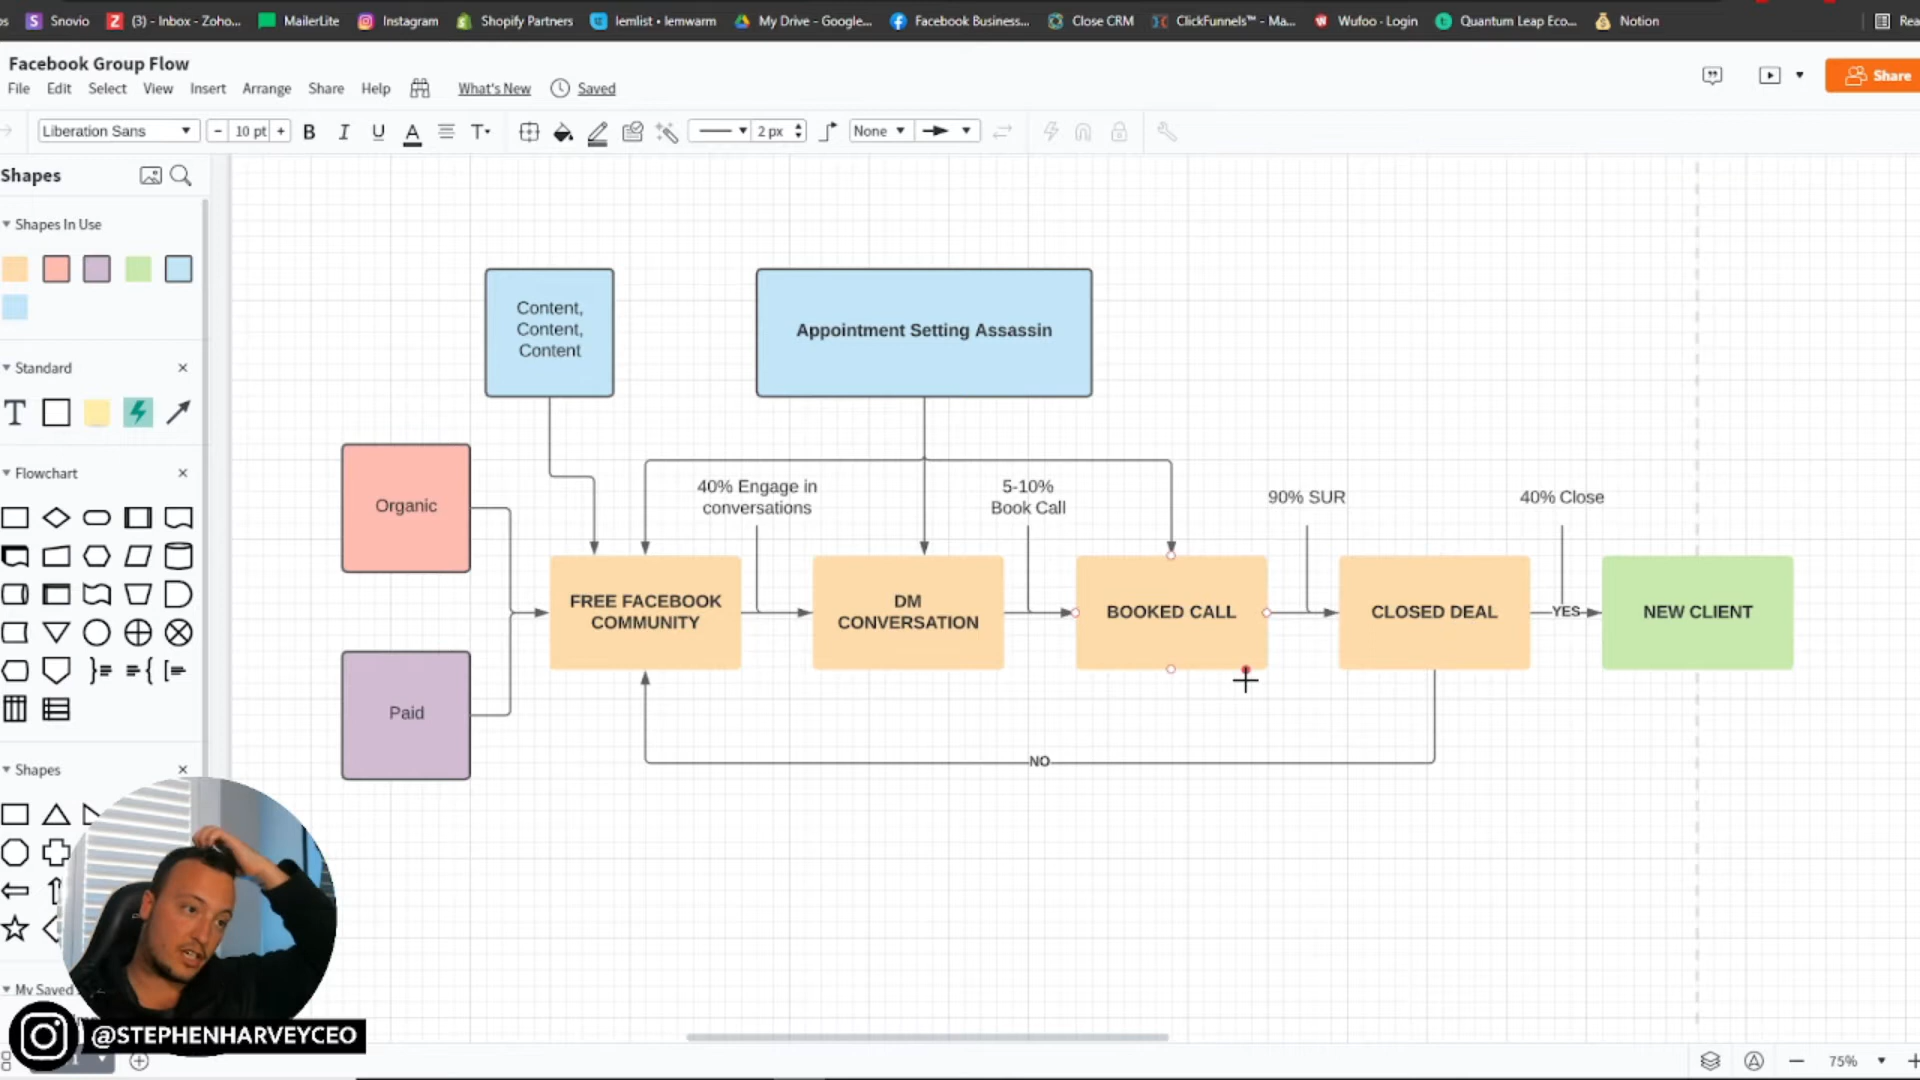 Snovio
(3) - Inbox - Zoho...
MailerLite
Instagram
Shopify Partners
lemlist • lemwarm
My Drive - Google...
Facebook Business...
Close CRM
ClickFunnels™ - Ma...
Wufoo · Login
Quantum Leap Eco...
Notion
Facebook Group Flow
File
Edit
Select
View
Insert
Arrange
Share
Help
What's New
Saved
Share
Liberation Sans
− 10 pt +
B
I
U
A
T
2 px
None
Shapes
Shapes In Use
Standard
T
Flowchart
Shapes
My Saved
Content,
Content,
Content
Appointment Setting Assassin
Organic
Paid
40% Engage in
conversations
5-10%
Book Call
90% SUR
40% Close
FREE FACEBOOK
COMMUNITY
DM
CONVERSATION
BOOKED CALL
CLOSED DEAL
YES
NEW CLIENT
NO
@STEPHENHARVEYCEO
75%